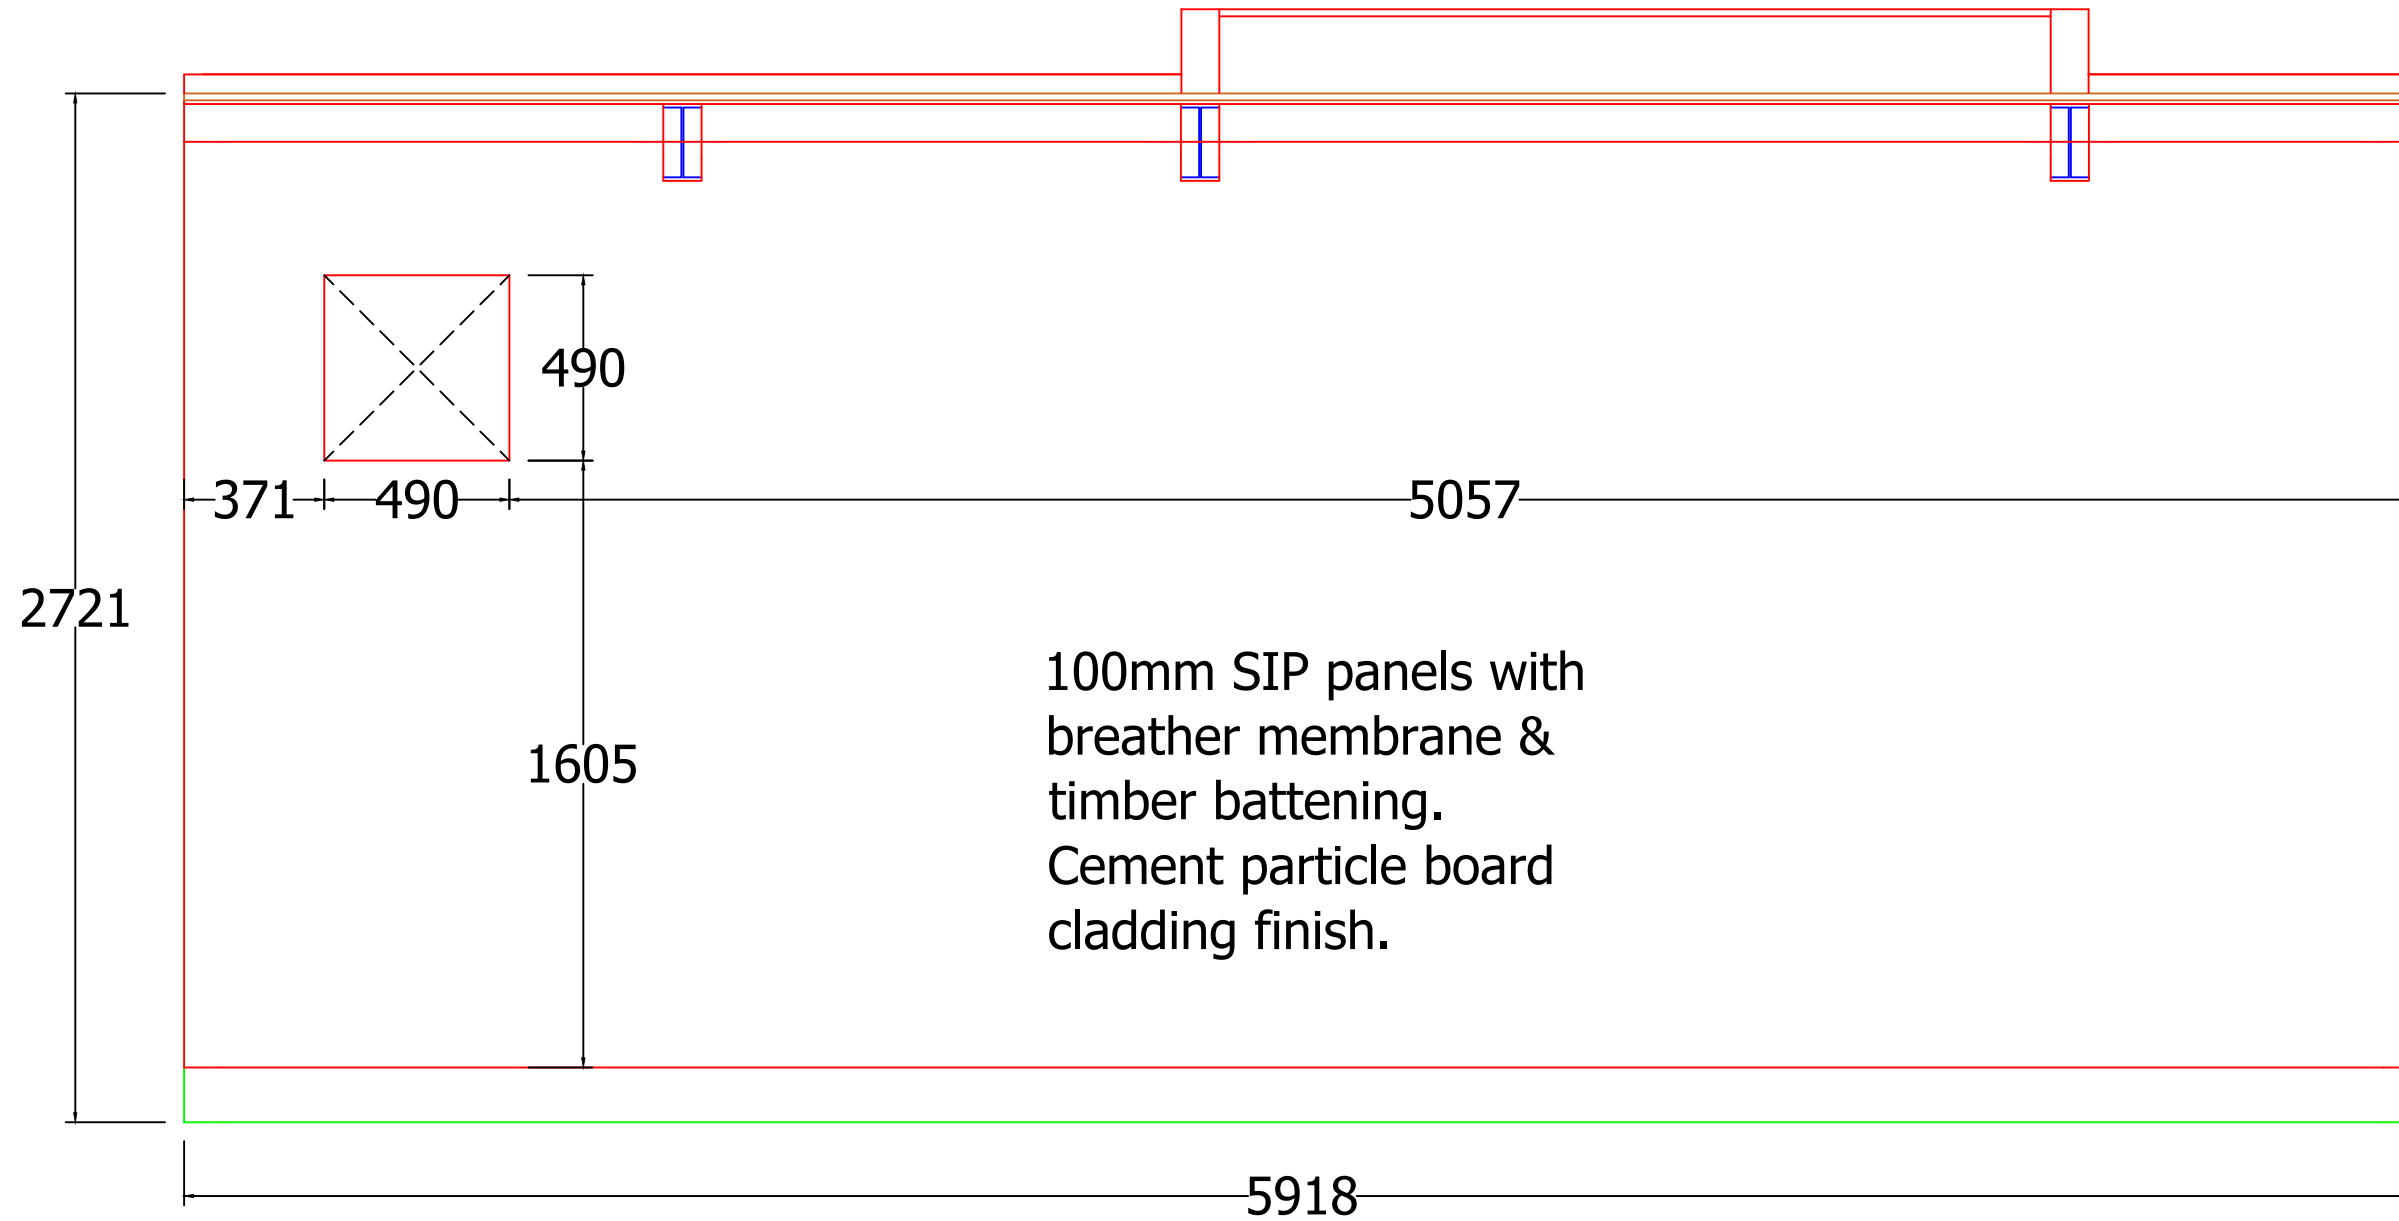 490
371 490 5057
2721
100mm SIP panels with
breather membrane &
timber battening.
Cement particle board
cladding finish.
1605
5918